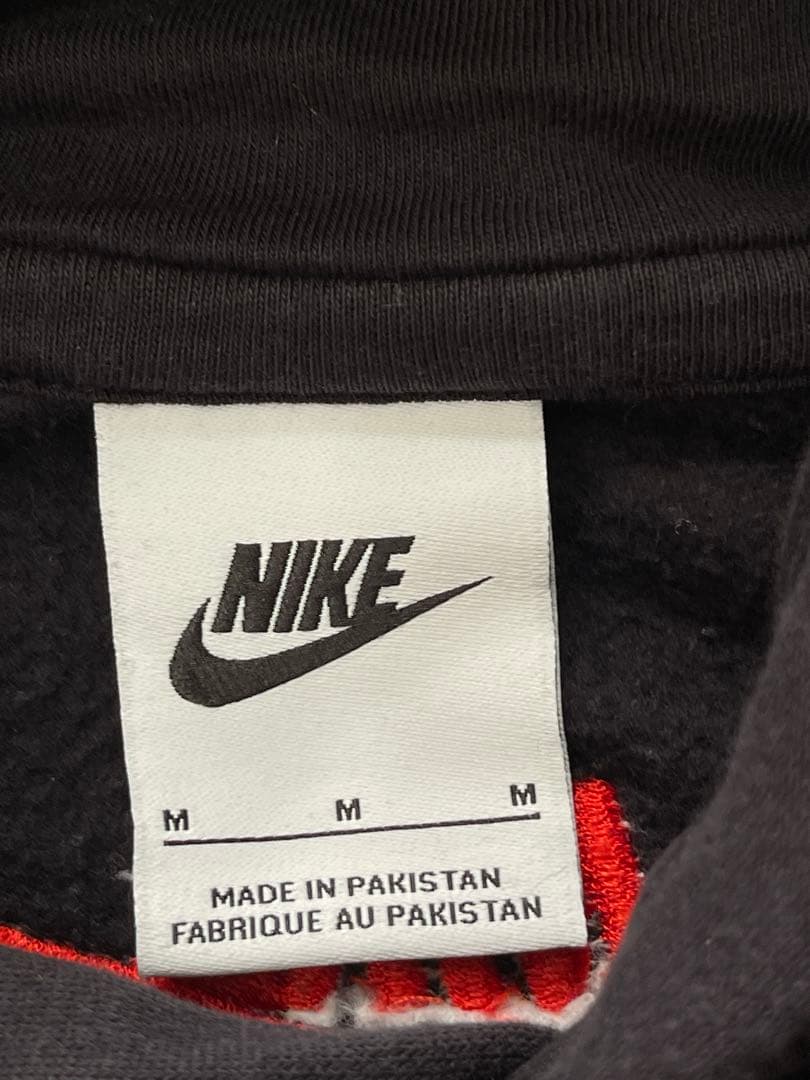 NIKE
M M M
MADE IN PAKISTAN
FABRIQUE AU PAKISTAN